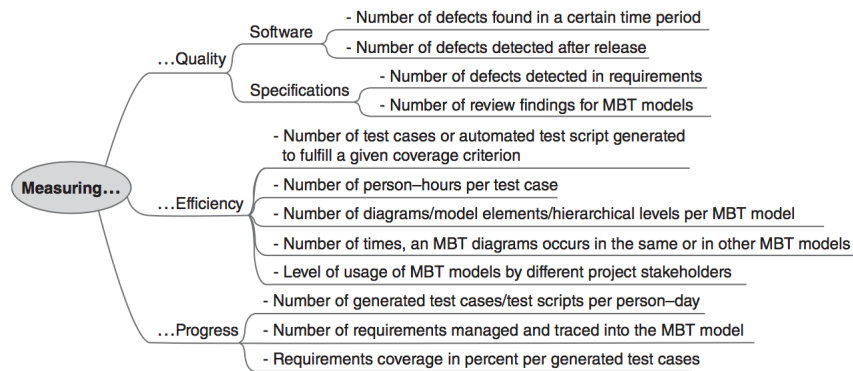 Measuring…
…Quality
Software
- Number of defects found in a certain time period
- Number of defects detected after release
Specifications
- Number of defects detected in requirements
- Number of review findings for MBT models
…Efficiency
- Number of test cases or automated test script generated
to fulfill a given coverage criterion
- Number of person–hours per test case
- Number of diagrams/model elements/hierarchical levels per MBT model
- Number of times, an MBT diagrams occurs in the same or in other MBT models
- Level of usage of MBT models by different project stakeholders
…Progress
- Number of generated test cases/test scripts per person–day
- Number of requirements managed and traced into the MBT model
- Requirements coverage in percent per generated test cases